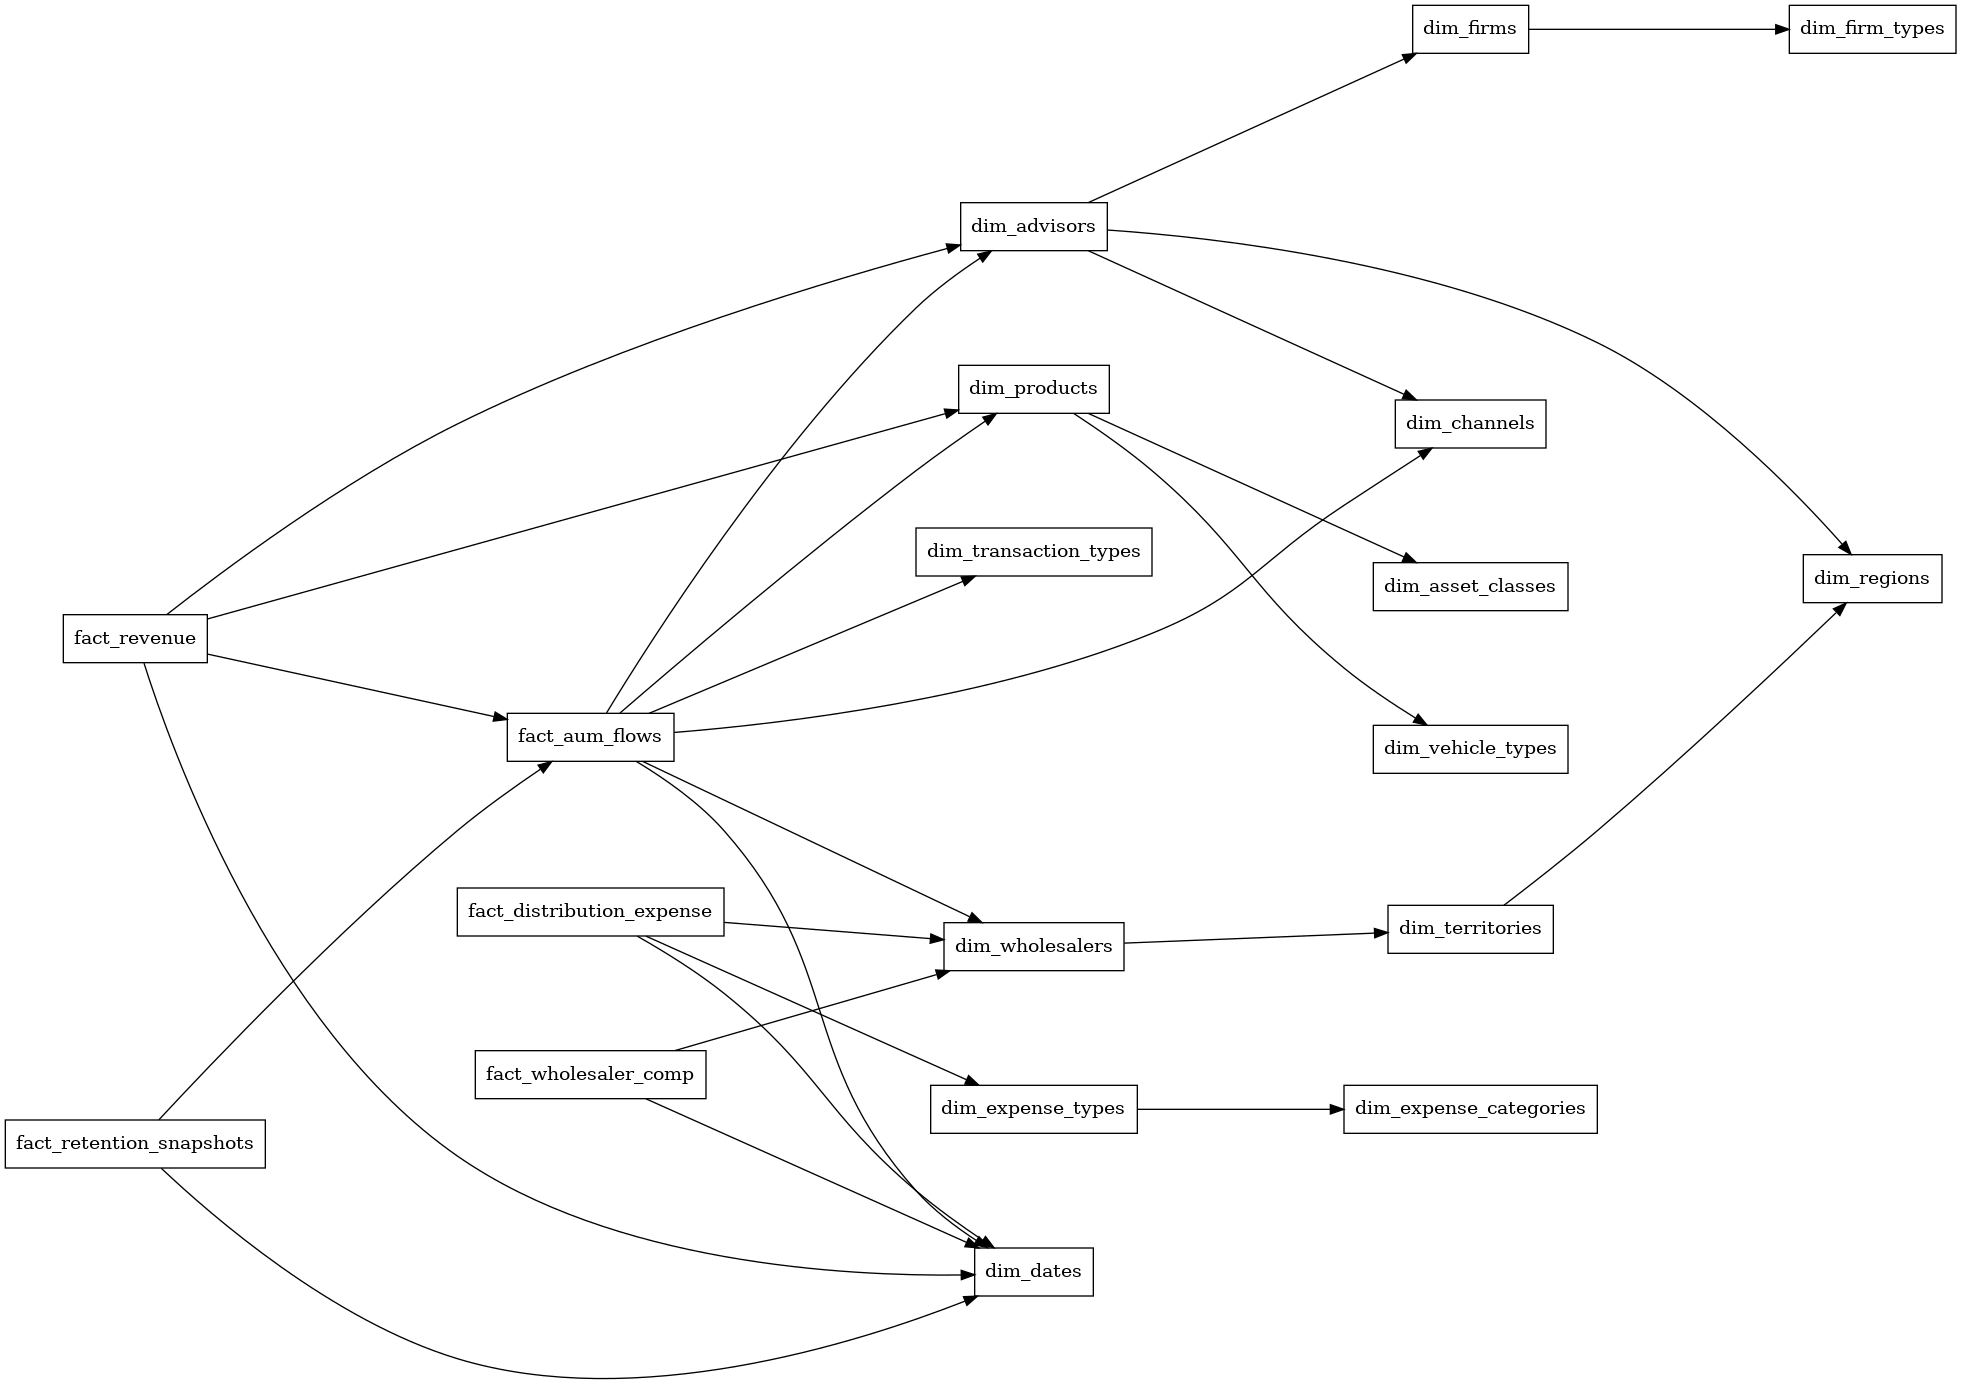 dim_firms
dim_firm_types
dim_advisors
dim_products
dim_channels
dim_transaction_types
dim_asset_classes
dim_regions
fact_revenue
fact_aum_flows
dim_vehicle_types
fact_distribution_expense
dim_wholesalers
dim_territories
fact_wholesaler_comp
dim_expense_types
dim_expense_categories
fact_retention_snapshots
dim_dates